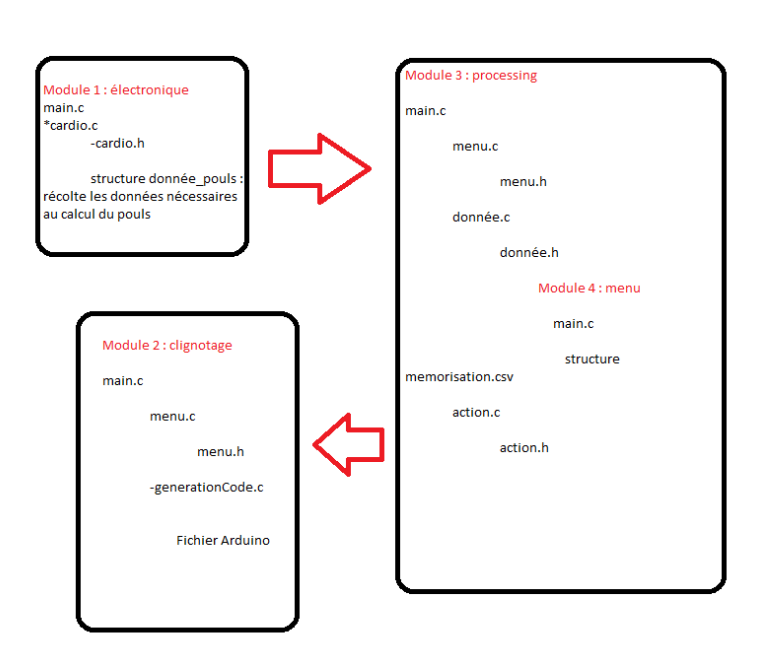 Module 1 : électronique
main.c
*cardio.c
-cardio.h
structure donnée_pouls :
récolte les données nécessaires
au calcul du pouls
Module 3 : processing
main.c
menu.c
menu.h
donnée.c
donnée.h
Module 4 : menu
main.c
structure
memorisation.csv
action.c
action.h
Module 2 : clignotage
main.c
menu.c
menu.h
-generationCode.c
Fichier Arduino